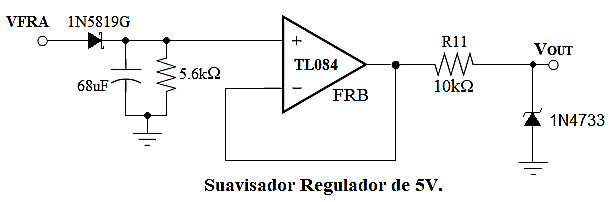 VFRA
1N5819G
68uF
5.6kΩ
+
TL084
−
FRB
R11
10kΩ
VOUT
1N4733
Suavisador Regulador de 5V.